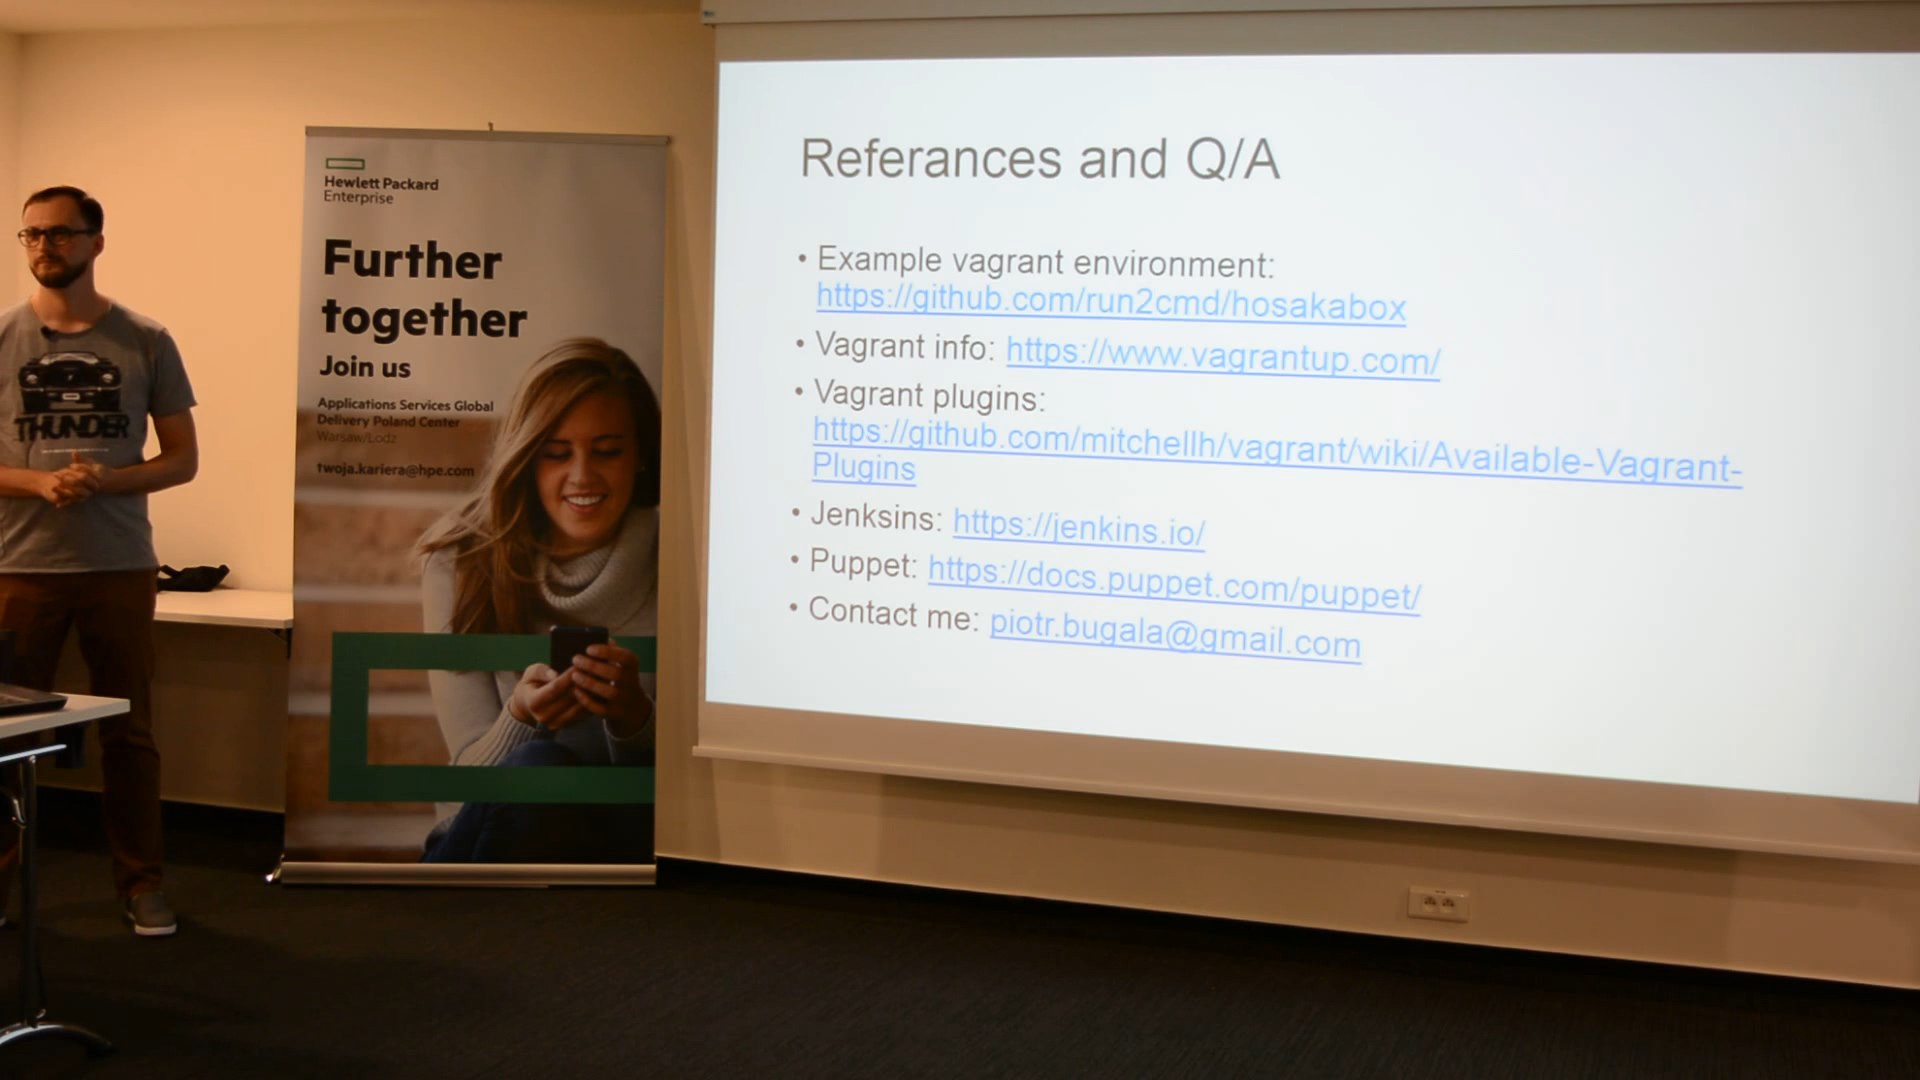 Hewlett Packard
Enterprise
Further
together
Join us
Applications Services Global
Delivery Poland Center
Warsaw/Lodz
twoja.kariera@hpe.com
THUNDER
Referances and Q/A
• Example vagrant environment:
https://github.com/run2cmd/hosakabox
• Vagrant info: https://www.vagrantup.com/
• Vagrant plugins:
https://github.com/mitchellh/vagrant/wiki/Available-Vagrant-
Plugins
• Jenksins: https://jenkins.io/
• Puppet: https://docs.puppet.com/puppet/
• Contact me: piotr.bugala@gmail.com